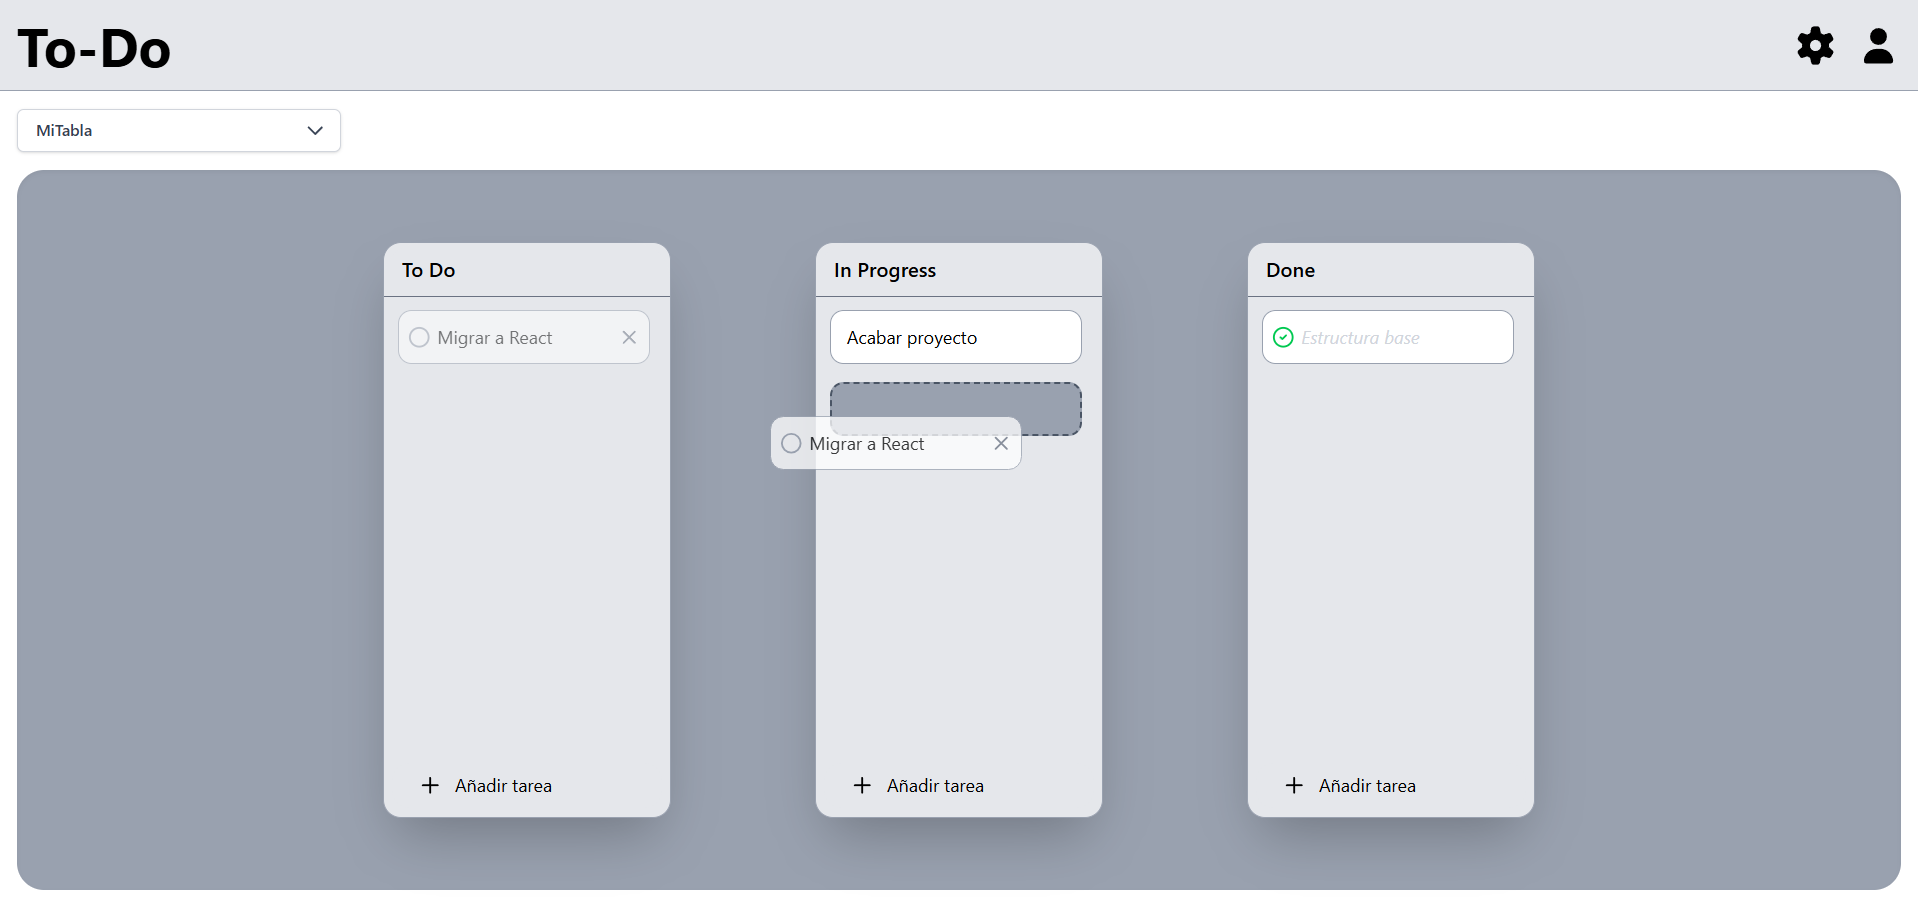 To-Do
MiTabla
To Do
Migrar a React
Añadir tarea
In Progress
Acabar proyecto
Migrar a React
Añadir tarea
Done
Estructura base
Añadir tarea